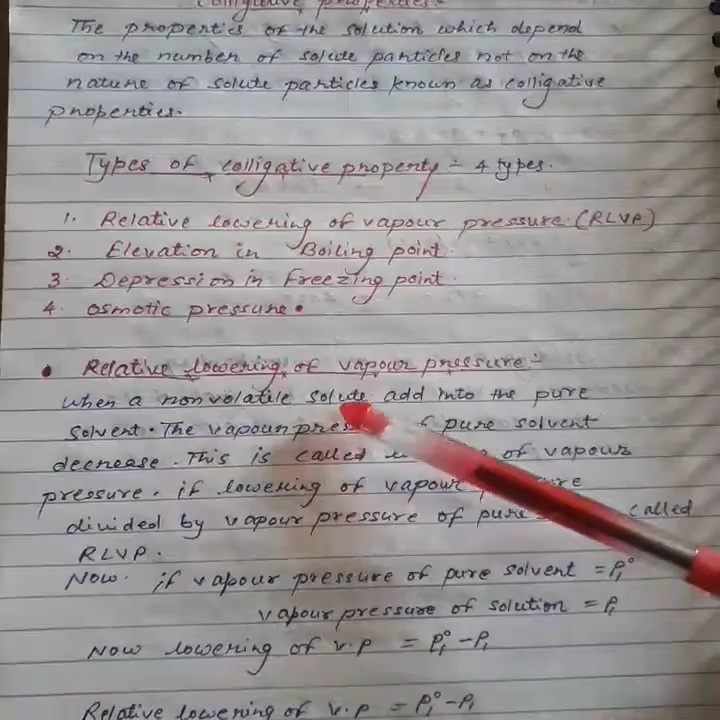 Colligative properties-
The properties of the solution which depend
on the number of solute particles not on the
nature of solute particles known as colligative
properties.
Types of colligative property - 4 types.
1. Relative lowering of vapour pressure (RLVP)
2. Elevation in Boiling point.
3. Depression in Freezing point.
4. Osmotic pressure.
• Relative lowering of vapour pressure:-
when a nonvolatile solute add into the pure
solvent. The vapour pres of pure solvent
decrease. This is called of vapour
pressure. if lowering of vapour
divided by vapour pressure of pure called
RLVP.
Now. if vapour pressure of pure solvent = P₁°
vapour pressure of solution = P₁
Now lowering of v.p = P₁° - P₁
Relative lowering of v.p = P₁° - P₁